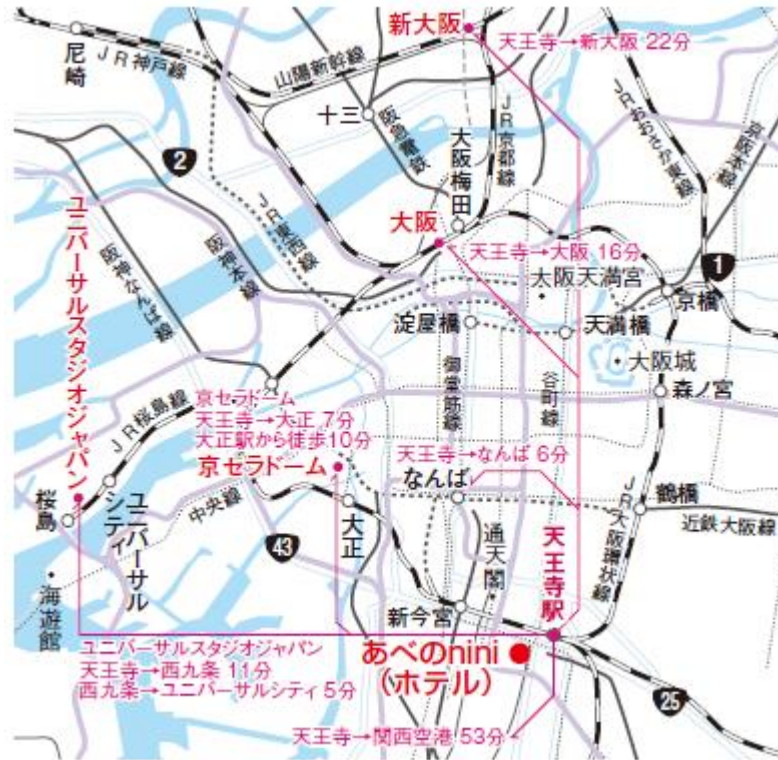 新大阪
天王寺→新大阪 22分
尼崎
JR神戸線
山陽新幹線
十三
阪急電鉄
JR京都線
JRおおさか東線
京阪本線
2
大阪梅田
大阪
天王寺→大阪 16分
1
JR東西線
阪神本線
阪神なんば線
大阪天満宮
京橋
淀屋橋
天満橋
大阪城
御堂筋線
谷町線
森ノ宮
ユニバーサルスタジオジャパン
JR桜島線
京セラドーム
天王寺→大正 7分
大正駅から徒歩10分
京セラドーム
天王寺→なんば 6分
なんば
鶴橋
近鉄大阪線
JR大阪環状線
桜島
ユニバーサル
シティ
中央線
43
大正
通天閣
天王寺駅
海遊館
新今宮
ユニバーサルスタジオジャパン
天王寺→西九条 11分
西九条→ユニバーサルシティ 5分
あべのnini
(ホテル)
25
天王寺→関西空港 53分